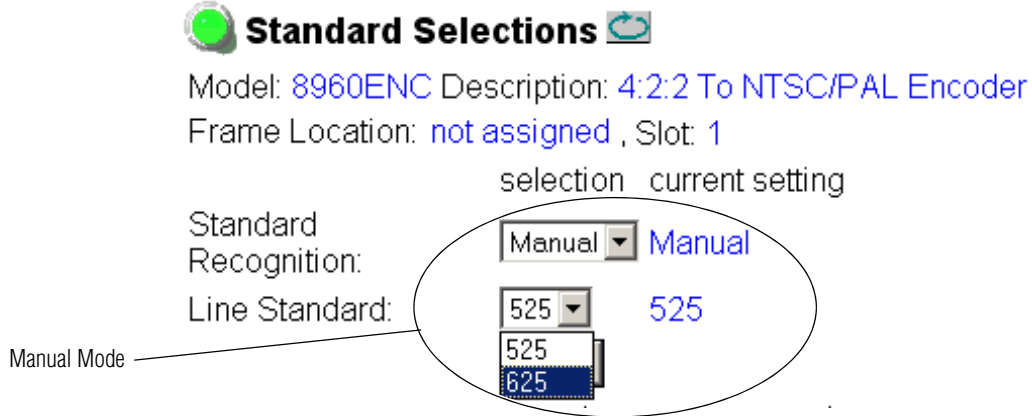 Standard Selections
Model: 8960ENC Description: 4:2:2 To NTSC/PAL Encoder
Frame Location: not assigned , Slot: 1
selection current setting
Standard
Recognition: Manual Manual
Line Standard: 525 525
525
625
Manual Mode